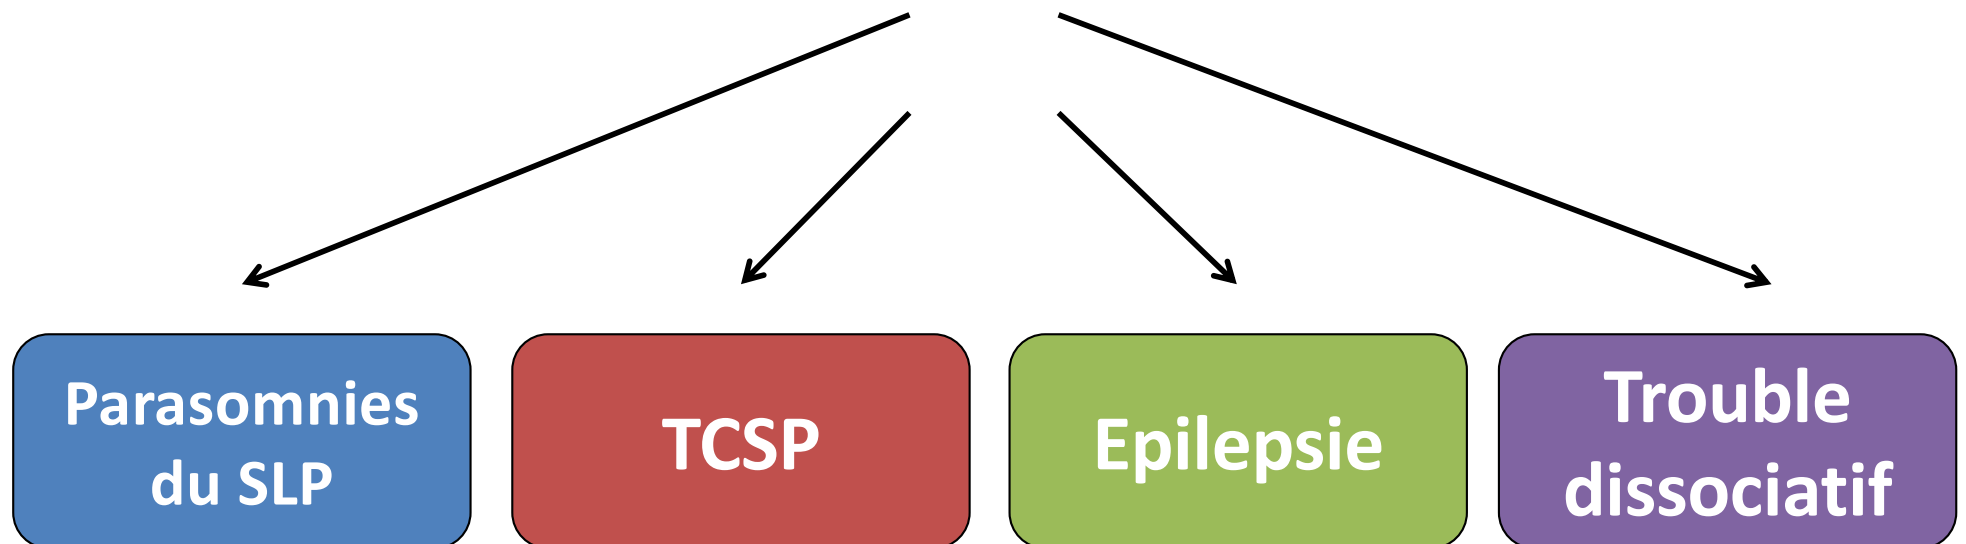 Parasomnies
du SLP
TCSP
Epilepsie
Trouble
dissociatif